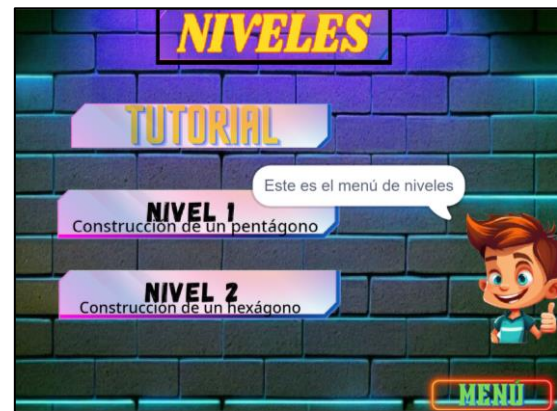 NIVELES
TUTORIAL
Este es el menú de niveles
NIVEL 1
Construcción de un pentágono
NIVEL 2
Construcción de un hexágono
MENÚ